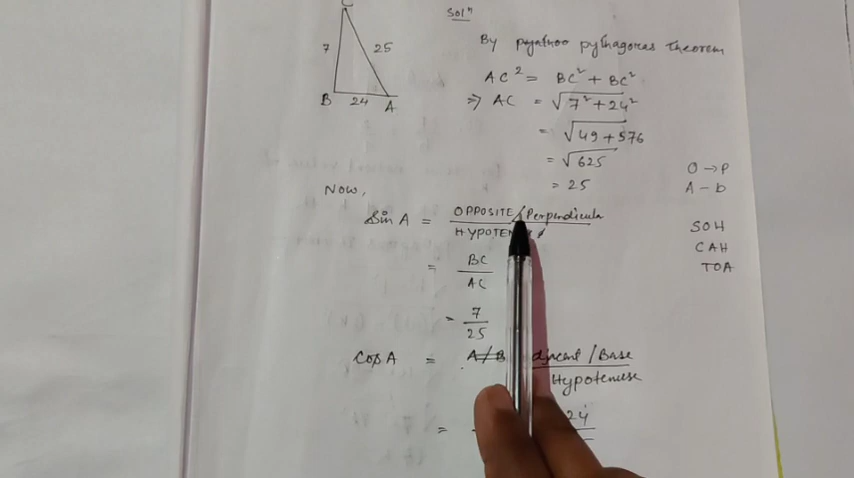 C
7
25
B
24
A
Solⁿ
By pythagoras Theorem
AC² = BC² + BC²
⇒ AC = √7² + 24²
= √49 + 576
= √625
= 25
O → P
A - b
SOH
CAH
TOA
Now,
Sin A = OPPOSITE / Perpendicula
HYPOTEN
= BC
AC
= 7
25
Cos A = A/B djacent / Base
Hypotenuse
= 24